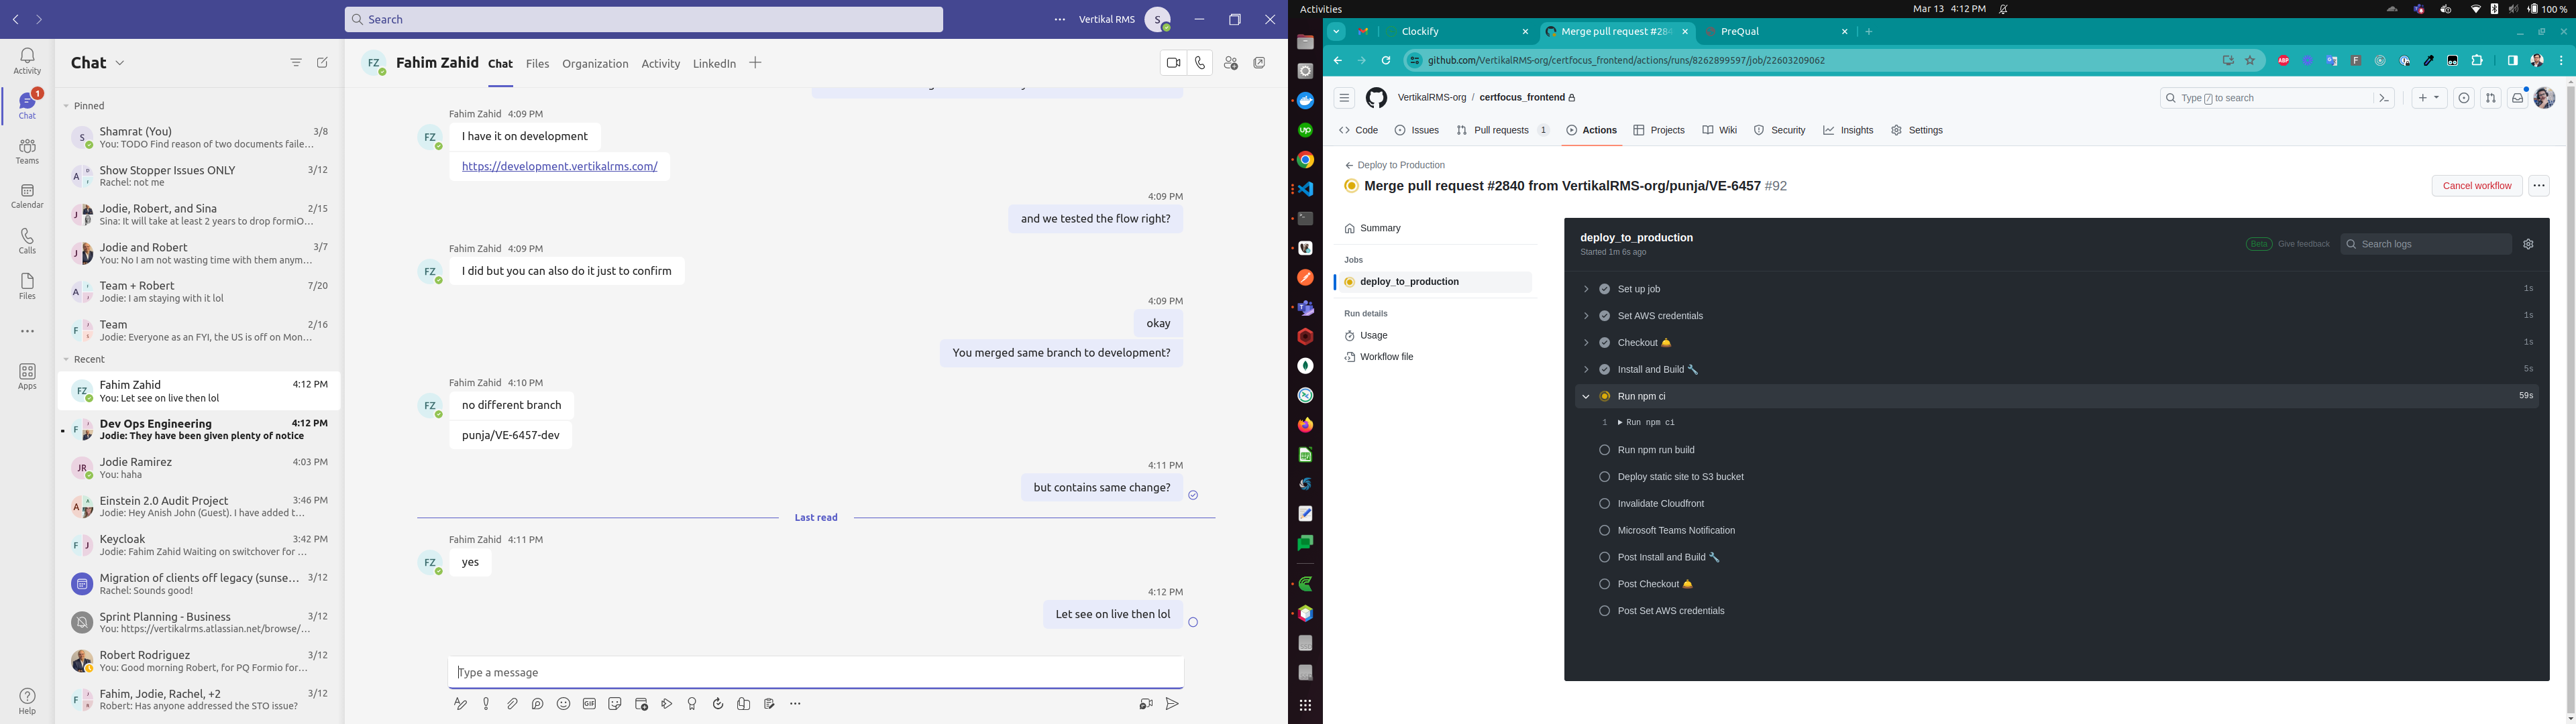 Search
Vertikal RMS
S
Activity
Chat
1
Teams
Calendar
Calls
Files
Apps
Help
Chat
Pinned
Shamrat (You) 3/8
You: TODO Find reason of two documents faile…
Show Stopper Issues ONLY 3/12
Rachel: not me
Jodie, Robert, and Sina 2/15
Sina: It will take at least 2 years to drop formiO…
Jodie and Robert 3/7
You: No I am not wasting time with them anym…
Team + Robert 7/20
Jodie: I am staying with it lol
Team 2/16
Jodie: Everyone as an FYI, the US is off on Mon…
Recent
Fahim Zahid 4:12 PM
You: Let see on live then lol
Dev Ops Engineering 4:12 PM
Jodie: They have been given plenty of notice
Jodie Ramirez 4:03 PM
You: haha
Einstein 2.0 Audit Project 3:46 PM
Jodie: Hey Anish John (Guest). I have added t…
Keycloak 3:42 PM
Jodie: Fahim Zahid Waiting on switchover for …
Migration of clients off legacy (sunse… 3/12
Rachel: Sounds good!
Sprint Planning - Business 3/12
You: https://vertikalrms.atlassian.net/browse/…
Robert Rodriguez 3/12
You: Good morning Robert, for PQ Formio for…
Fahim, Jodie, Rachel, +2 3/12
Robert: Has anyone addressed the STO issue?
FZ Fahim Zahid Chat Files Organization Activity LinkedIn
Fahim Zahid 4:09 PM
FZ
I have it on development
https://development.vertikalrms.com/
4:09 PM
and we tested the flow right?
Fahim Zahid 4:09 PM
FZ
I did but you can also do it just to confirm
4:09 PM
okay
You merged same branch to development?
Fahim Zahid 4:10 PM
FZ
no different branch
punja/VE-6457-dev
4:11 PM
but contains same change?
Last read
Fahim Zahid 4:11 PM
FZ
yes
4:12 PM
Let see on live then lol
Type a message
Activities
Mar 13 4:12 PM
100 %
Clockify
Merge pull request #284
PreQual
github.com/VertikalRMS-org/certfocus_frontend/actions/runs/8262899597/job/22603209062
VertikalRMS-org / certfocus_frontend
Type / to search
Code
Issues
Pull requests 1
Actions
Projects
Wiki
Security
Insights
Settings
Deploy to Production
Merge pull request #2840 from VertikalRMS-org/punja/VE-6457 #92
Cancel workflow
Summary
Jobs
deploy_to_production
Run details
Usage
Workflow file
deploy_to_production
Started 1m 6s ago
Beta Give feedback
Search logs
Set up job 1s
Set AWS credentials 1s
Checkout 🛎️ 1s
Install and Build 🔧 5s
Run npm ci 59s
1 ▶ Run npm ci
Run npm run build
Deploy static site to S3 bucket
Invalidate Cloudfront
Microsoft Teams Notification
Post Install and Build 🔧
Post Checkout 🛎️
Post Set AWS credentials